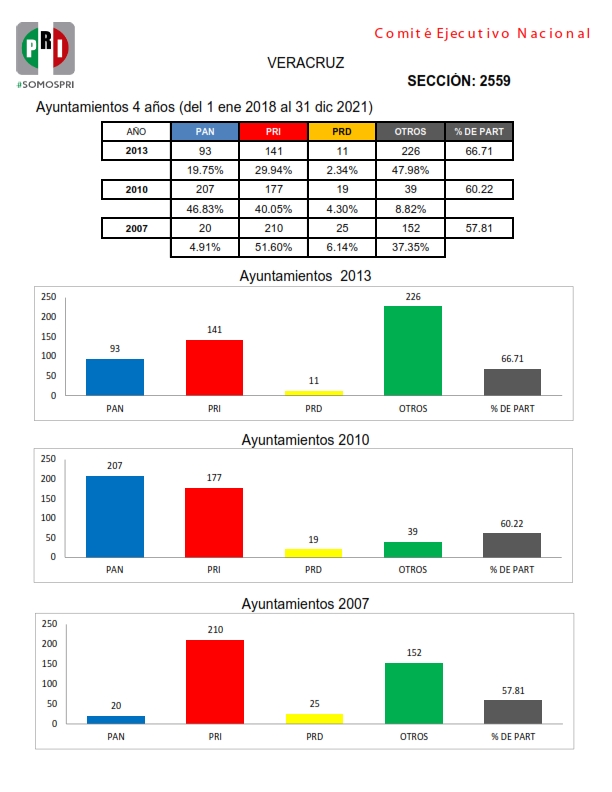 Comité Ejecutivo Nacional
PRI
#SOMOSPRI
VERACRUZ
SECCIÓN: 2559
Ayuntamientos 4 años (del 1 ene 2018 al 31 dic 2021)
AÑO PAN PRI PRD OTROS % DE PART
2013 93 141 11 226 66.71
19.75% 29.94% 2.34% 47.98%
2010 207 177 19 39 60.22
46.83% 40.05% 4.30% 8.82%
2007 20 210 25 152 57.81
4.91% 51.60% 6.14% 37.35%
Ayuntamientos 2013
250
200
150
100
50
0
93 141 11 226 66.71
PAN PRI PRD OTROS % DE PART
Ayuntamientos 2010
250
200
150
100
50
0
207 177 19 39 60.22
PAN PRI PRD OTROS % DE PART
Ayuntamientos 2007
250
200
150
100
50
0
20 210 25 152 57.81
PAN PRI PRD OTROS % DE PART